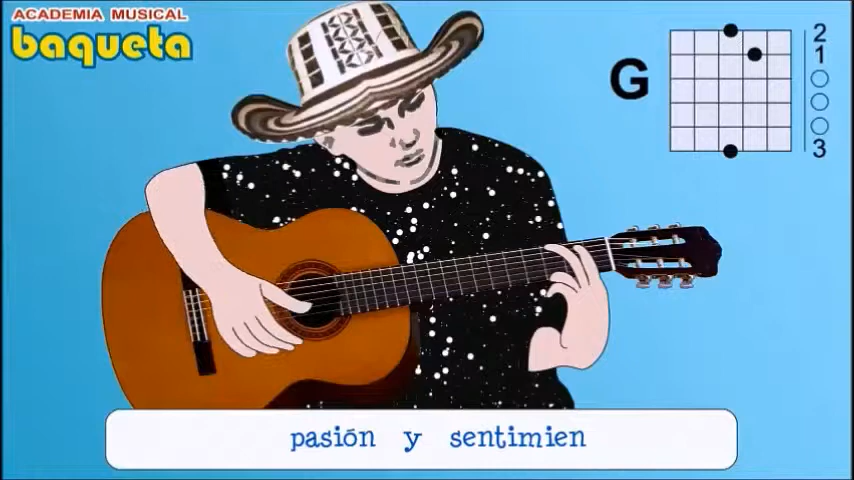 ACADEMIA MUSICAL
baqueta
G
2
1
3
pasión y sentimien